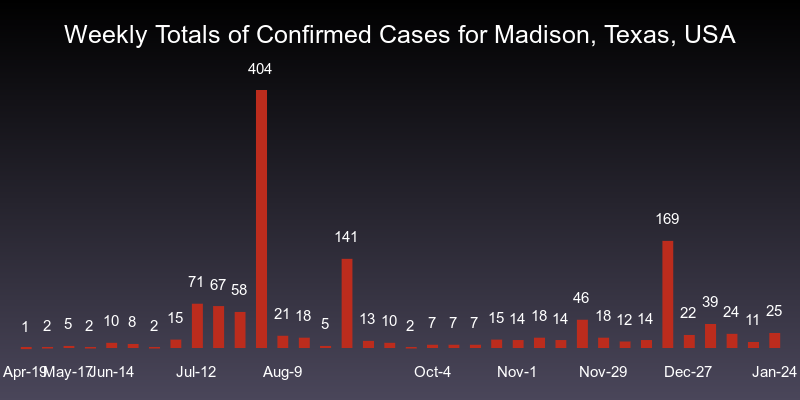 Weekly Totals of Confirmed Cases for Madison, Texas, USA
404
169
141
71 67 58
46
39
1 2 5 2 10 8 2 15 21 18 5 13 10 2 7 7 7 15 14 18 14 18 12 14 22 24 11 25
Apr-19 May-17 Jun-14 Jul-12 Aug-9 Oct-4 Nov-1 Nov-29 Dec-27 Jan-24